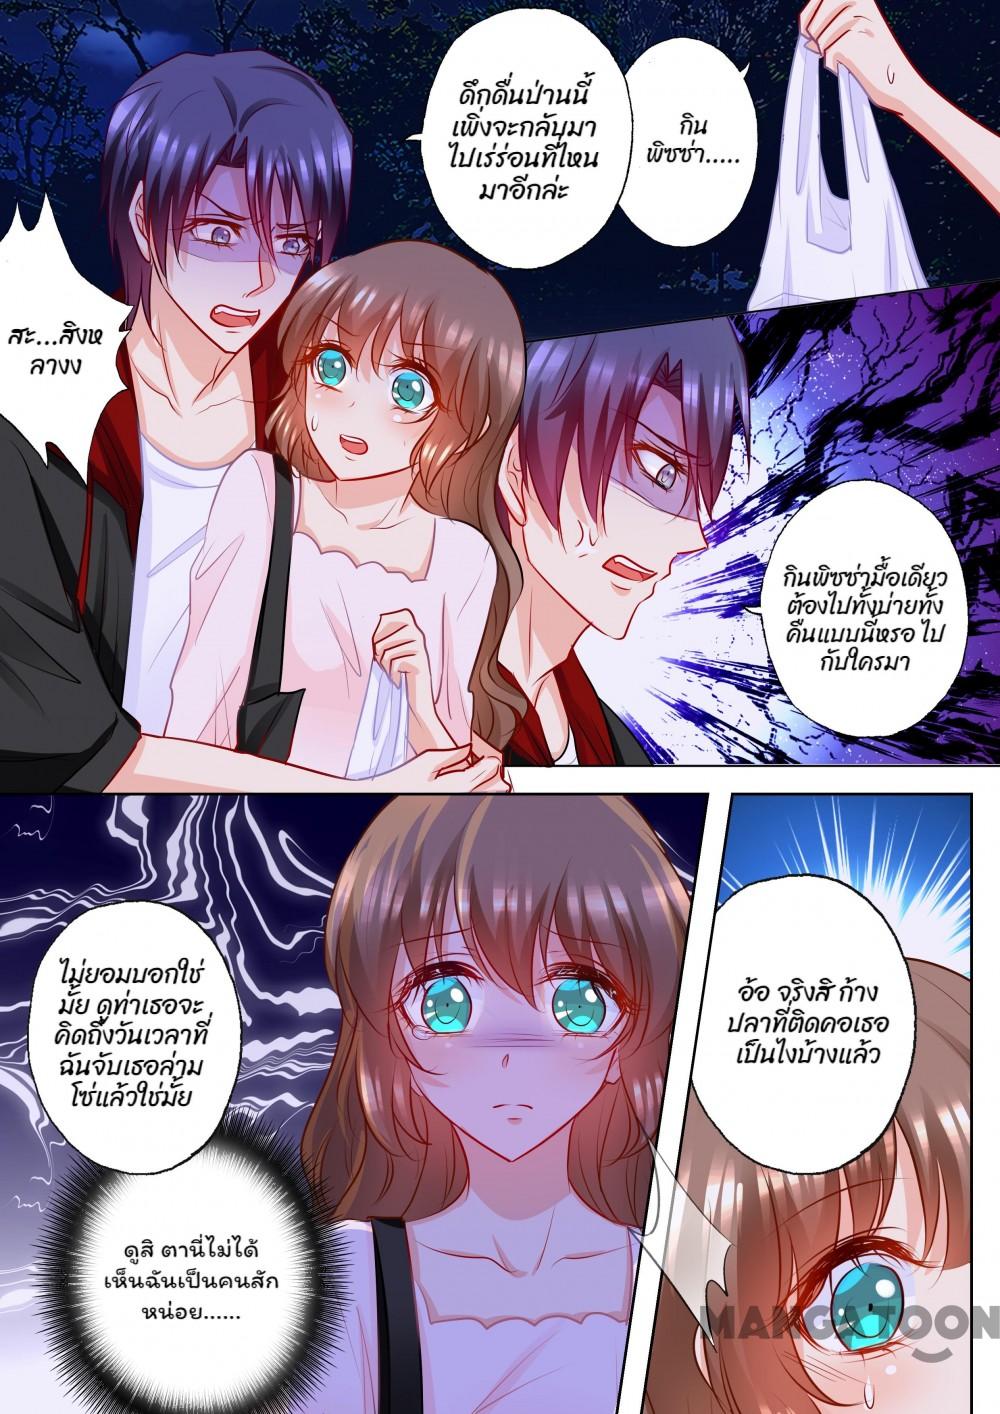 ดึกดื่นป่านนี้
เพิ่งจะกลับมา
ไปเร่ร่อนที่ไหน
มาอีกล่ะ
กิน
พิซซ่า.....
สะ...สิงห
ลางง
กินพิซซ่ามื้อเดียว
ต้องไปทั้งบ่ายทั้ง
คืนแบบนี้หรอ ไป
กับใครมา
ไม่ยอมบอกใช่
มั้ย ดูท่าเธอจะ
คิดถึงวันเวลาที่
ฉันจับเธอล่าม
โซ่แล้วใช่มั้ย
ดูสิ ตานี่ไม่ได้
เห็นฉันเป็นคนสัก
หน่อย......
อ้อ จริงสิ ก้าง
ปลาที่ติดคอเธอ
เป็นไงบ้างแล้ว
MANGATOON